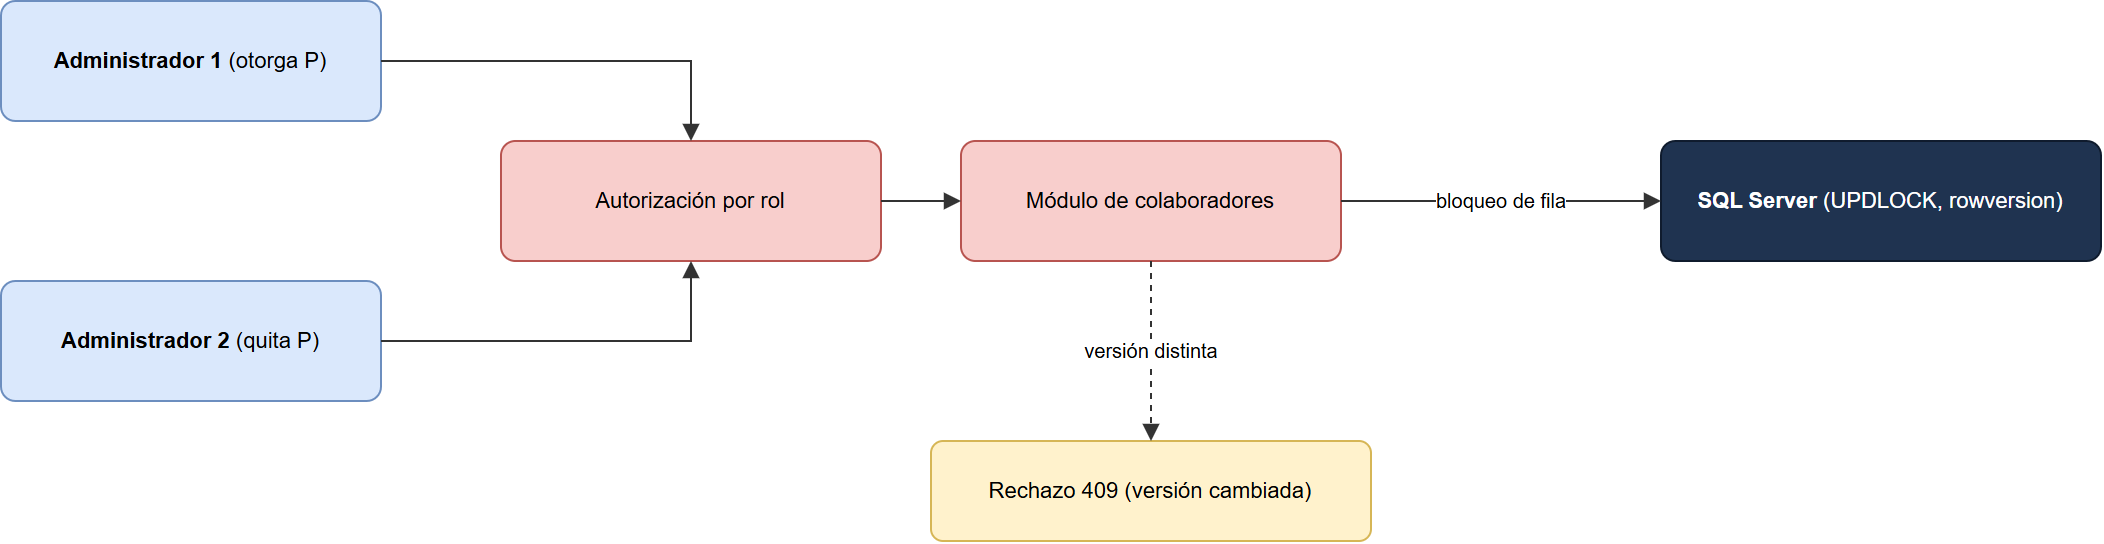 Administrador 1 (otorga P)
Autorización por rol
Módulo de colaboradores
bloqueo de fila
SQL Server (UPDLOCK, rowversion)
Administrador 2 (quita P)
versión distinta
Rechazo 409 (versión cambiada)